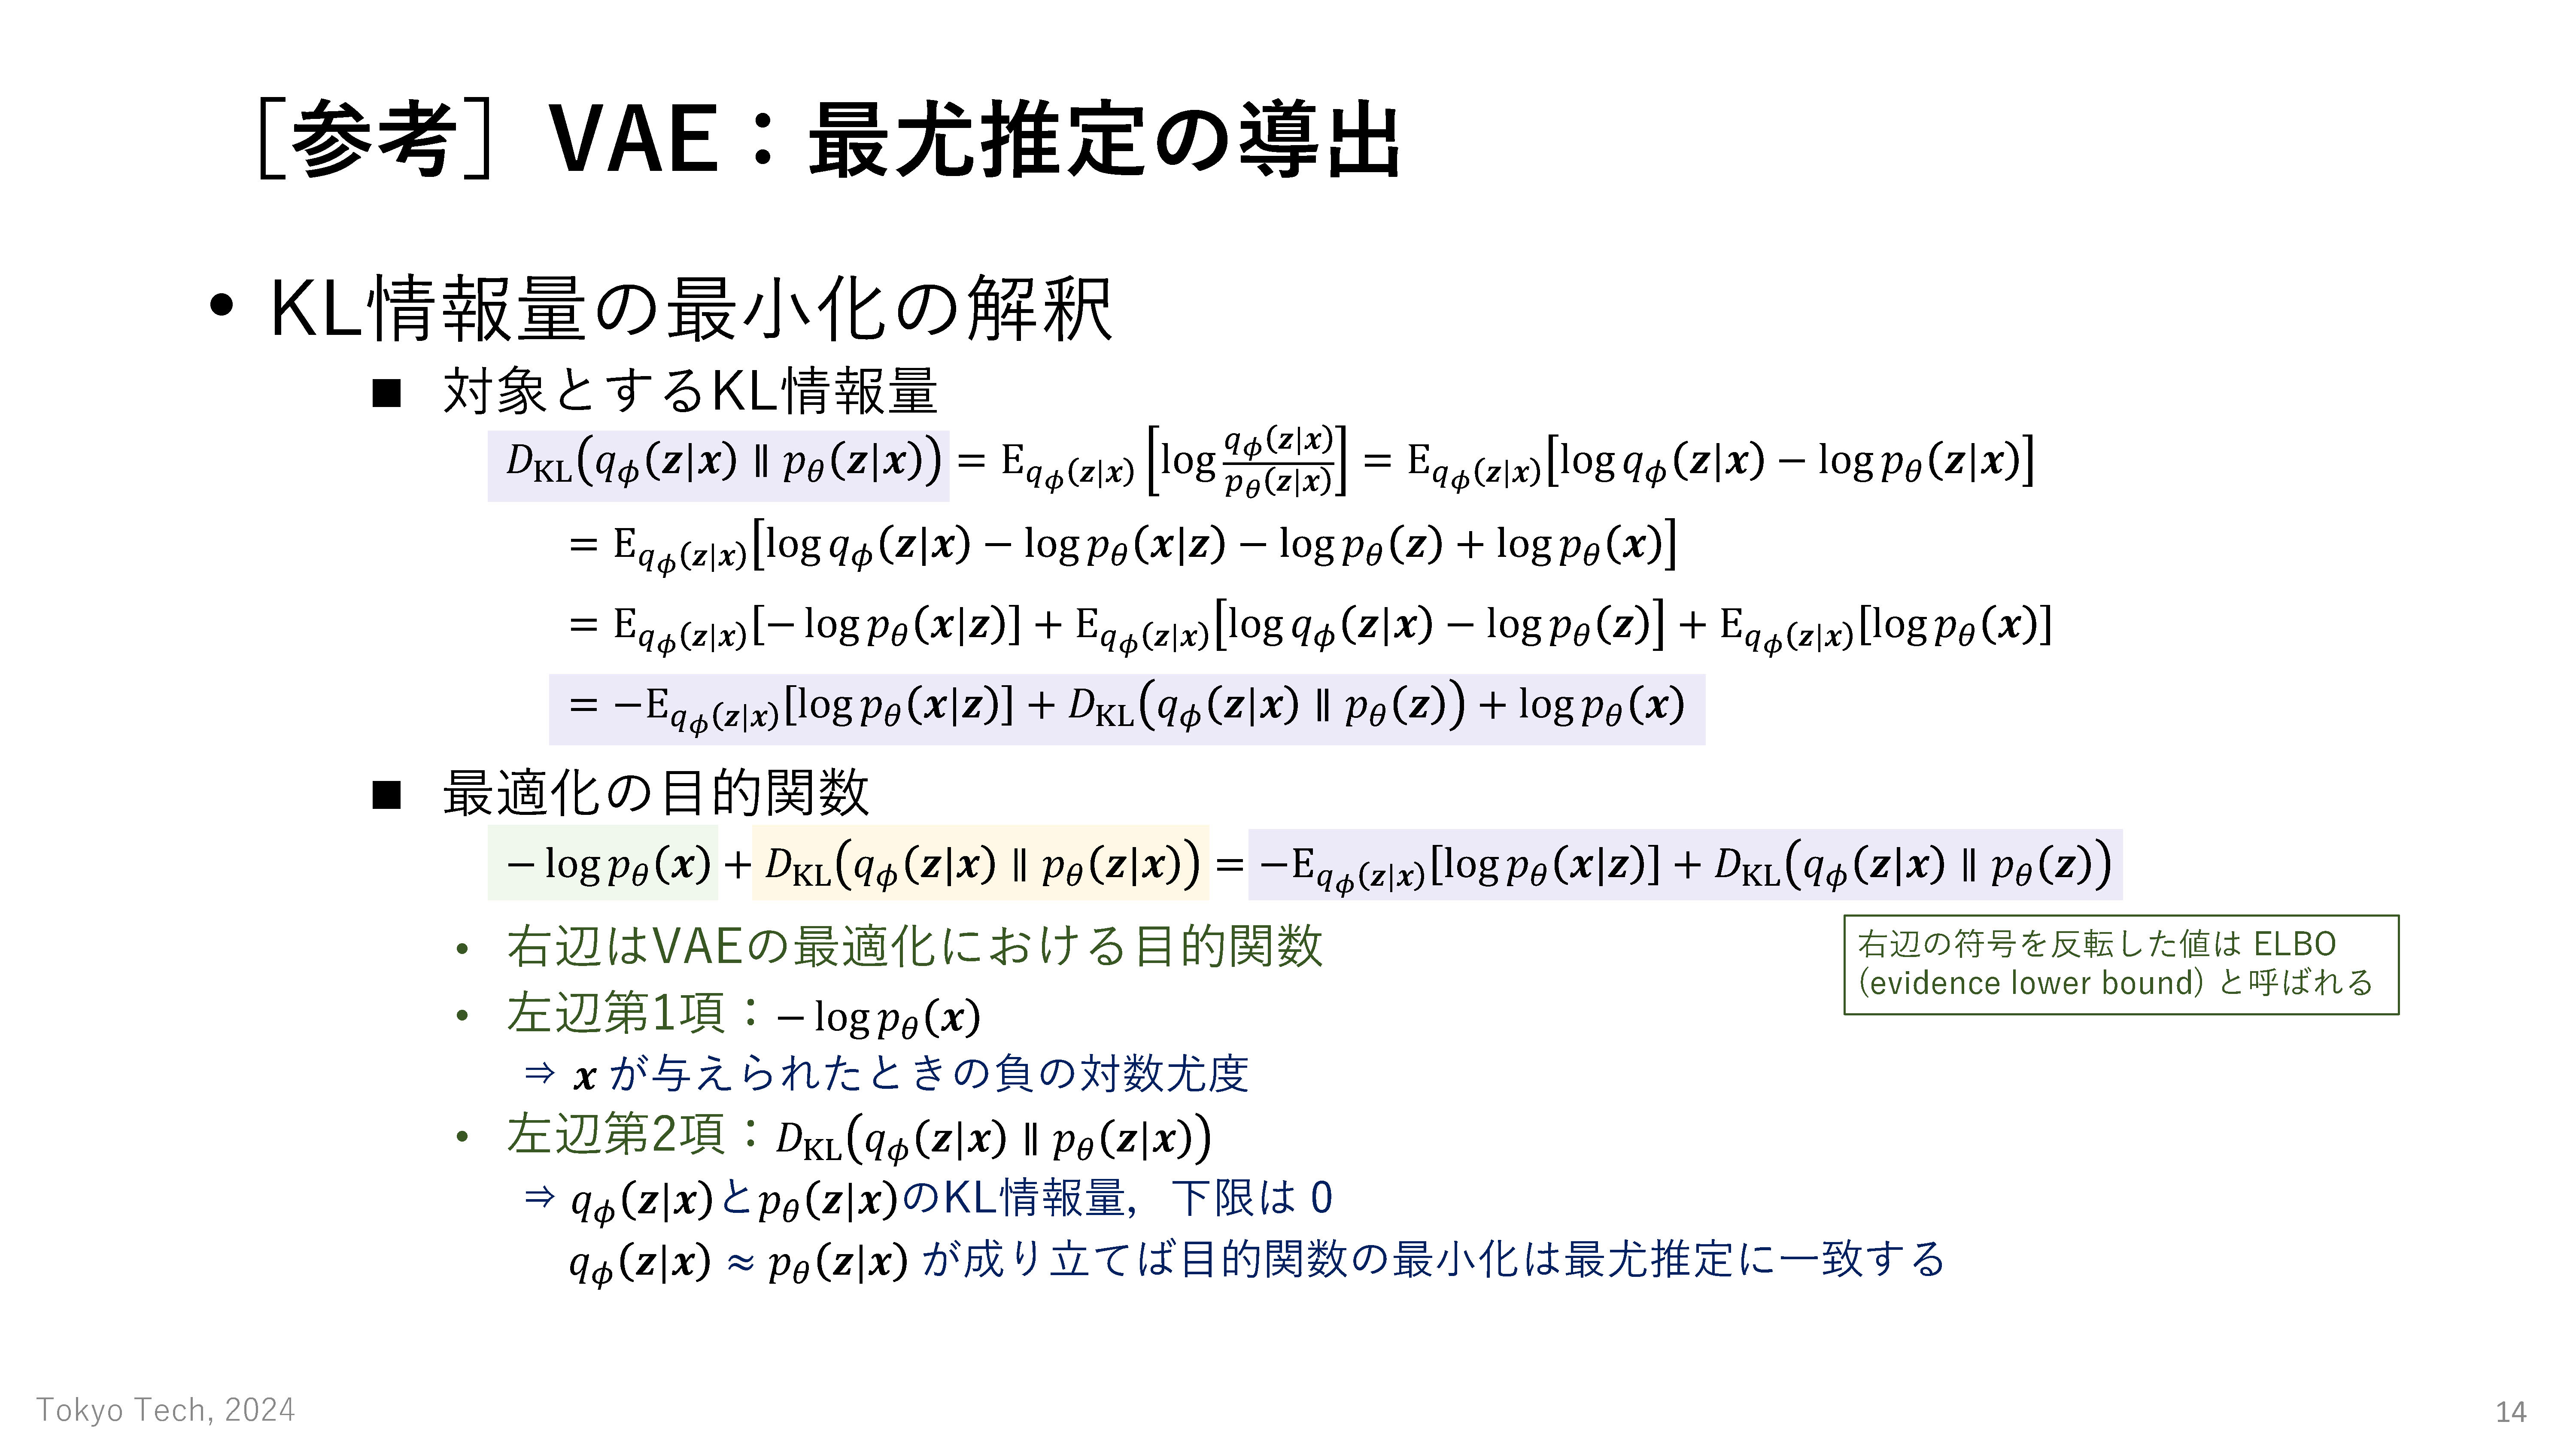 ［参考］VAE：最尤推定の導出
• KL情報量の最小化の解釈
■ 対象とするKL情報量
$D_{\mathrm{KL}}(q_\phi(\boldsymbol{z}|\boldsymbol{x}) \parallel p_\theta(\boldsymbol{z}|\boldsymbol{x})) = \mathrm{E}_{q_\phi(\boldsymbol{z}|\boldsymbol{x})}\left[\log \frac{q_\phi(\boldsymbol{z}|\boldsymbol{x})}{p_\theta(\boldsymbol{z}|\boldsymbol{x})}\right] = \mathrm{E}_{q_\phi(\boldsymbol{z}|\boldsymbol{x})}[\log q_\phi(\boldsymbol{z}|\boldsymbol{x}) - \log p_\theta(\boldsymbol{z}|\boldsymbol{x})]$
$= \mathrm{E}_{q_\phi(\boldsymbol{z}|\boldsymbol{x})}[\log q_\phi(\boldsymbol{z}|\boldsymbol{x}) - \log p_\theta(\boldsymbol{x}|\boldsymbol{z}) - \log p_\theta(\boldsymbol{z}) + \log p_\theta(\boldsymbol{x})]$
$= \mathrm{E}_{q_\phi(\boldsymbol{z}|\boldsymbol{x})}[-\log p_\theta(\boldsymbol{x}|\boldsymbol{z})] + \mathrm{E}_{q_\phi(\boldsymbol{z}|\boldsymbol{x})}[\log q_\phi(\boldsymbol{z}|\boldsymbol{x}) - \log p_\theta(\boldsymbol{z})] + \mathrm{E}_{q_\phi(\boldsymbol{z}|\boldsymbol{x})}[\log p_\theta(\boldsymbol{x})]$
$= -\mathrm{E}_{q_\phi(\boldsymbol{z}|\boldsymbol{x})}[\log p_\theta(\boldsymbol{x}|\boldsymbol{z})] + D_{\mathrm{KL}}(q_\phi(\boldsymbol{z}|\boldsymbol{x}) \parallel p_\theta(\boldsymbol{z})) + \log p_\theta(\boldsymbol{x})$
■ 最適化の目的関数
$-\log p_\theta(\boldsymbol{x}) + D_{\mathrm{KL}}(q_\phi(\boldsymbol{z}|\boldsymbol{x}) \parallel p_\theta(\boldsymbol{z}|\boldsymbol{x})) = -\mathrm{E}_{q_\phi(\boldsymbol{z}|\boldsymbol{x})}[\log p_\theta(\boldsymbol{x}|\boldsymbol{z})] + D_{\mathrm{KL}}(q_\phi(\boldsymbol{z}|\boldsymbol{x}) \parallel p_\theta(\boldsymbol{z}))$
• 右辺はVAEの最適化における目的関数
右辺の符号を反転した値は ELBO
(evidence lower bound) と呼ばれる
• 左辺第1項：$-\log p_\theta(\boldsymbol{x})$
⇒ $\boldsymbol{x}$ が与えられたときの負の対数尤度
• 左辺第2項：$D_{\mathrm{KL}}(q_\phi(\boldsymbol{z}|\boldsymbol{x}) \parallel p_\theta(\boldsymbol{z}|\boldsymbol{x}))$
⇒ $q_\phi(\boldsymbol{z}|\boldsymbol{x})$と$p_\theta(\boldsymbol{z}|\boldsymbol{x})$のKL情報量，下限は 0
$q_\phi(\boldsymbol{z}|\boldsymbol{x}) \approx p_\theta(\boldsymbol{z}|\boldsymbol{x})$ が成り立てば目的関数の最小化は最尤推定に一致する
Tokyo Tech, 2024
14